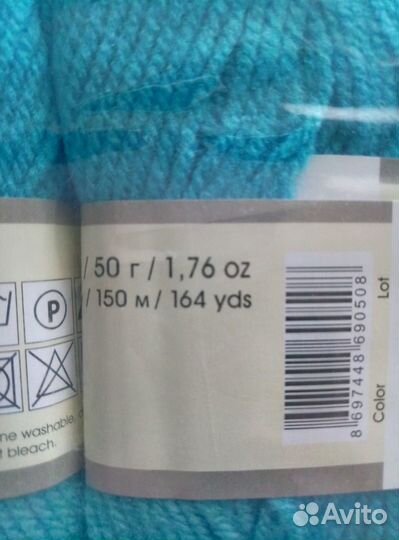 / 50 г / 1,76 oz
/ 150 м / 164 yds
P
ne washable,
bleach.
8 697448 690508
Color
Lot
Avito